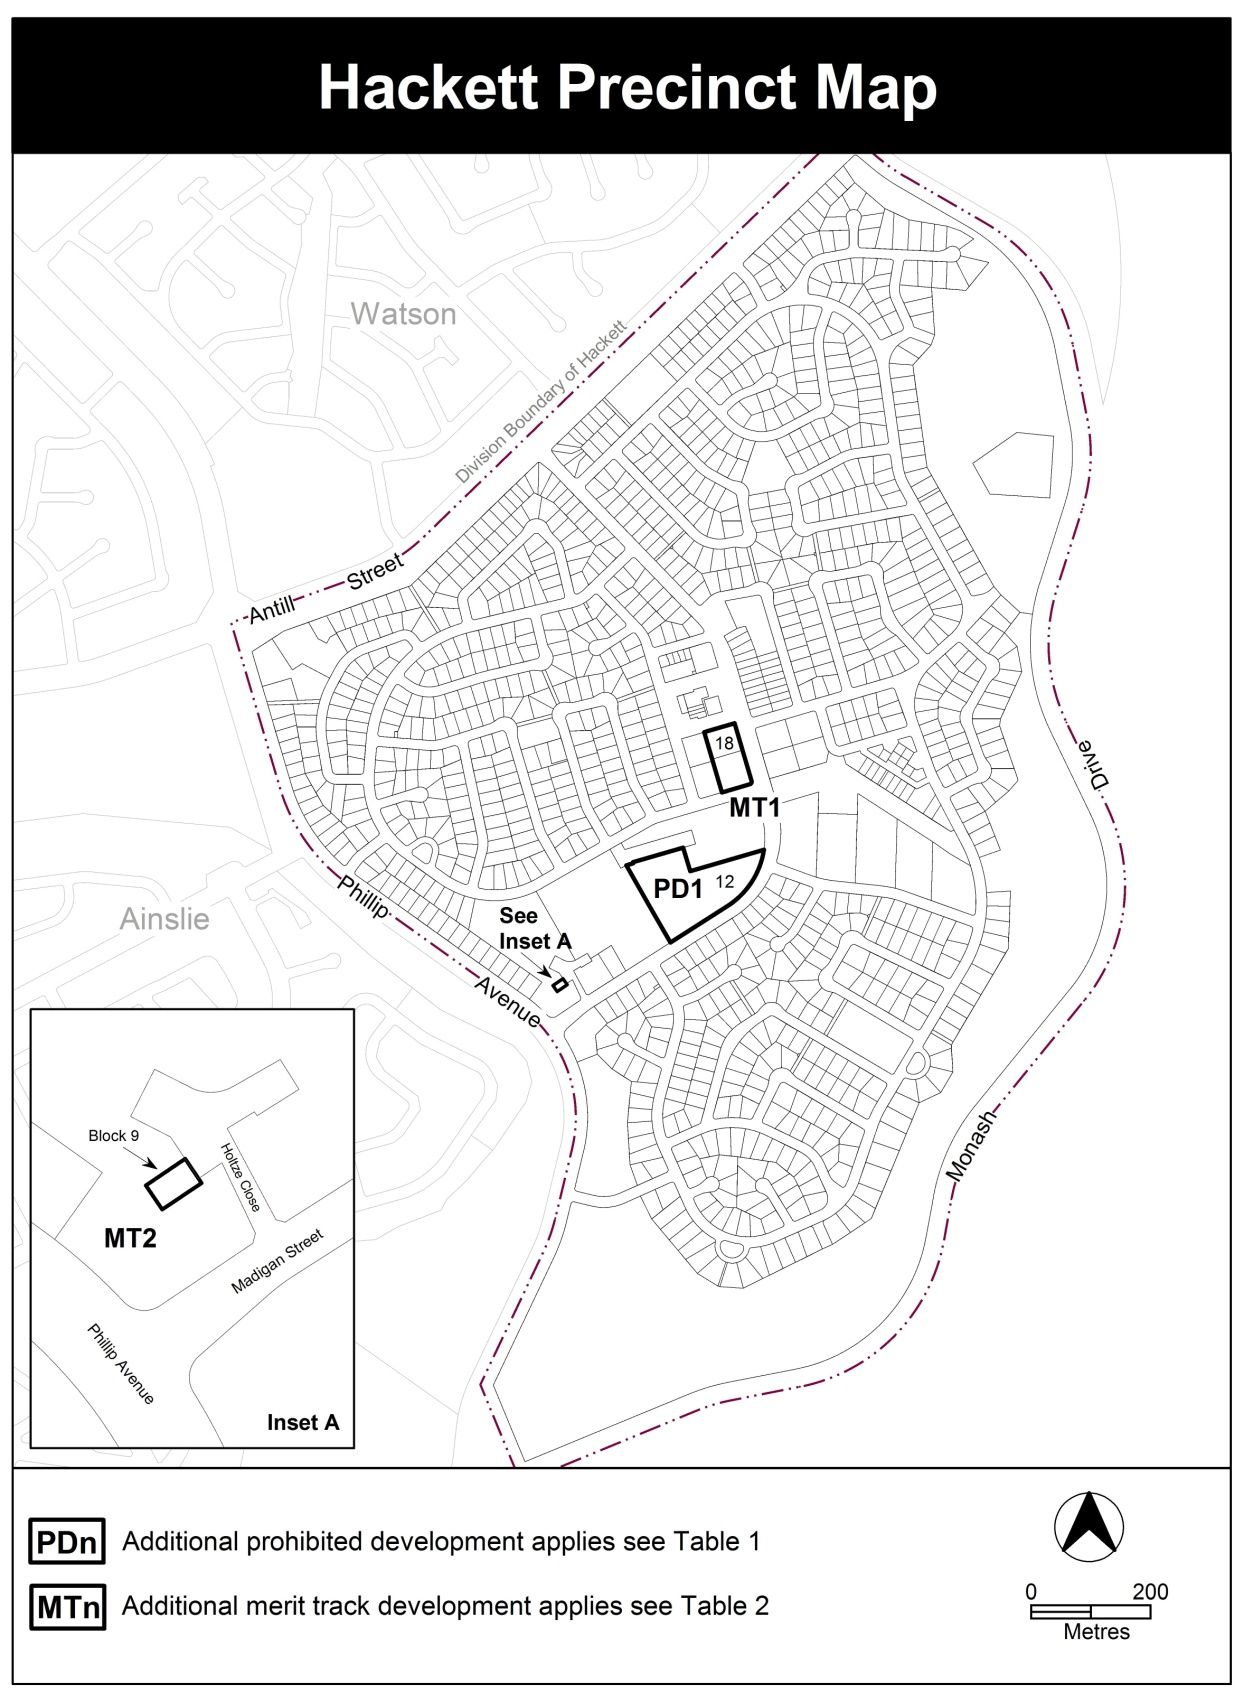 Hackett Precinct Map
Watson
Division Boundary of Hackett
Antill
Street
Drive
18
MT1
PD1
12
Phillip
Ainslie
See
Inset A
Avenue
Monash
Block 9
Holtze Close
MT2
Madigan Street
Phillip Avenue
Inset A
PDn Additional prohibited development applies see Table 1
MTn Additional merit track development applies see Table 2
0 200
Metres